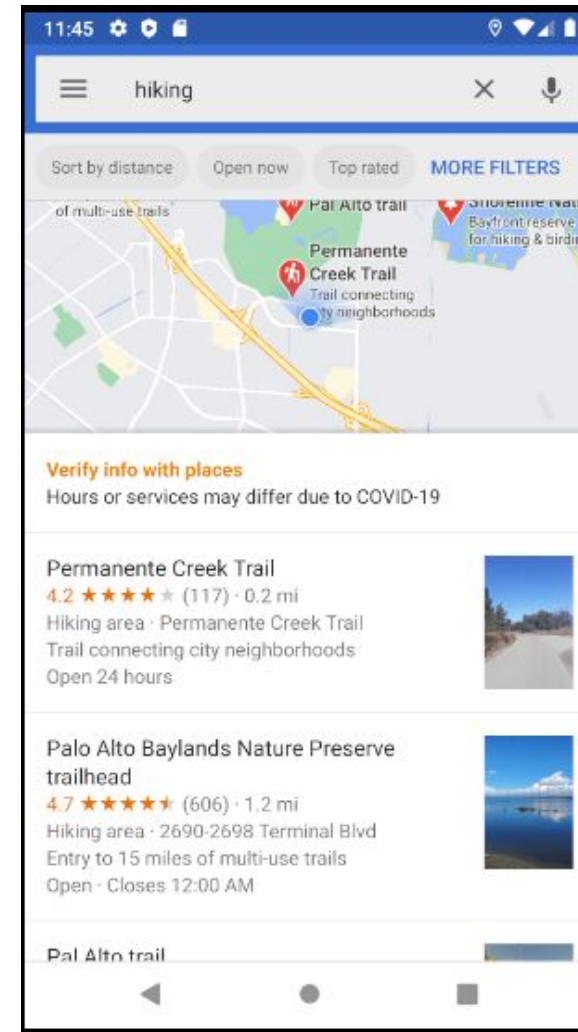 11:45
hiking
Sort by distance Open now Top rated MORE FILTERS
of multi-use trails
Pal Alto trail
Bayfront reserve
for hiking & birdin
Permanente
Creek Trail
Trail connecting
city neighborhoods
Verify info with places
Hours or services may differ due to COVID-19
Permanente Creek Trail
4.2 ★★★★★ (117) · 0.2 mi
Hiking area · Permanente Creek Trail
Trail connecting city neighborhoods
Open 24 hours
Palo Alto Baylands Nature Preserve
trailhead
4.7 ★★★★★ (606) · 1.2 mi
Hiking area · 2690-2698 Terminal Blvd
Entry to 15 miles of multi-use trails
Open · Closes 12:00 AM
Pal Alto trail